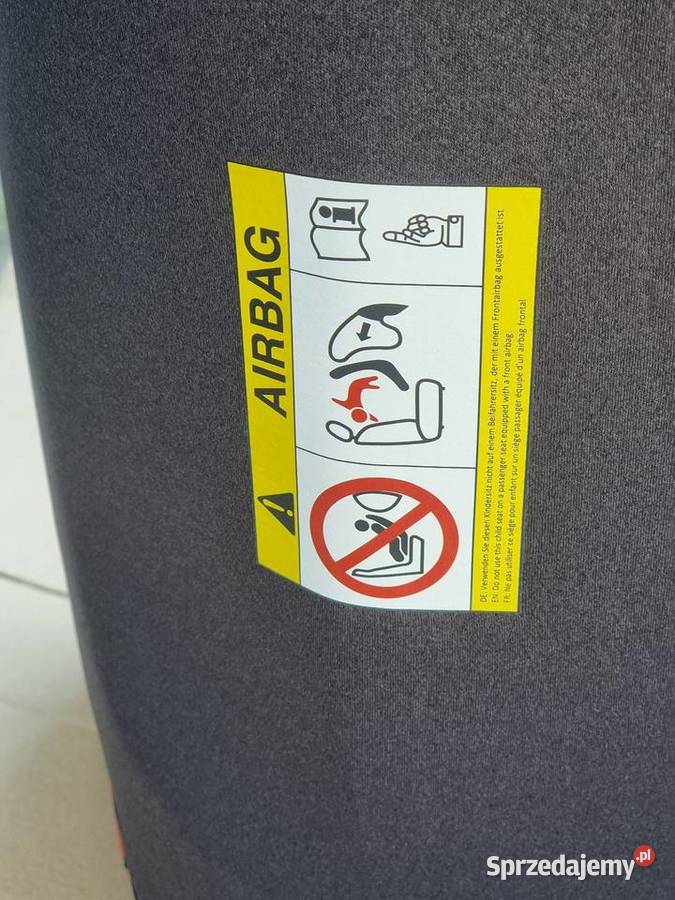 AIRBAG
DE: Verwenden Sie diesen Kindersitz nicht auf einem Beifahrersitz, der mit einem Frontairbag ausgestattet ist
EN: Do not use this child seat on a passenger seat equipped with a front airbag
FR: Ne pas utiliser ce siège pour enfant sur un siège passager équipé d'un airbag frontal
Sprzedajemy.pl